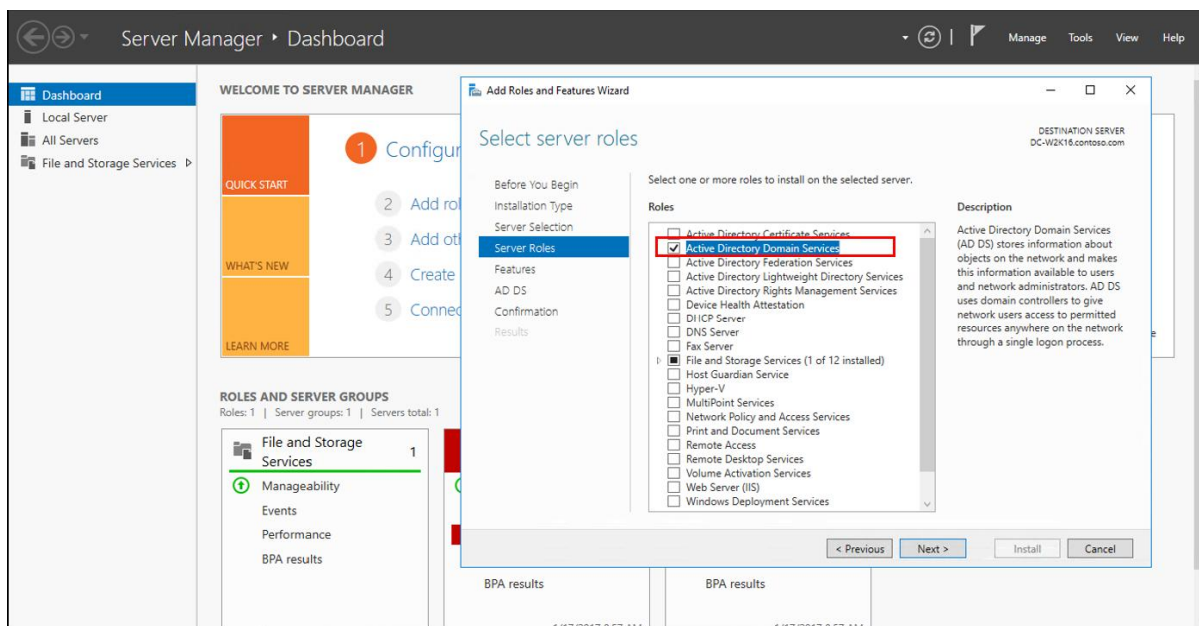 Server Manager • Dashboard
Manage Tools View Help
Dashboard
Local Server
All Servers
File and Storage Services
WELCOME TO SERVER MANAGER
QUICK START
WHAT'S NEW
LEARN MORE
1 Configur
2 Add rol
3 Add oth
4 Create
5 Connec
ROLES AND SERVER GROUPS
Roles: 1 | Server groups: 1 | Servers total: 1
File and Storage
Services
1
Manageability
Events
Performance
BPA results
BPA results
BPA results
Add Roles and Features Wizard
Select server roles
DESTINATION SERVER
DC-W2K16.contoso.com
Before You Begin
Installation Type
Server Selection
Server Roles
Features
AD DS
Confirmation
Results
Select one or more roles to install on the selected server.
Roles
Active Directory Certificate Services
Active Directory Domain Services
Active Directory Federation Services
Active Directory Lightweight Directory Services
Active Directory Rights Management Services
Device Health Attestation
DHCP Server
DNS Server
Fax Server
File and Storage Services (1 of 12 installed)
Host Guardian Service
Hyper-V
MultiPoint Services
Network Policy and Access Services
Print and Document Services
Remote Access
Remote Desktop Services
Volume Activation Services
Web Server (IIS)
Windows Deployment Services
Description
Active Directory Domain Services
(AD DS) stores information about
objects on the network and makes
this information available to users
and network administrators. AD DS
uses domain controllers to give
network users access to permitted
resources anywhere on the network
through a single logon process.
< Previous
Next >
Install
Cancel